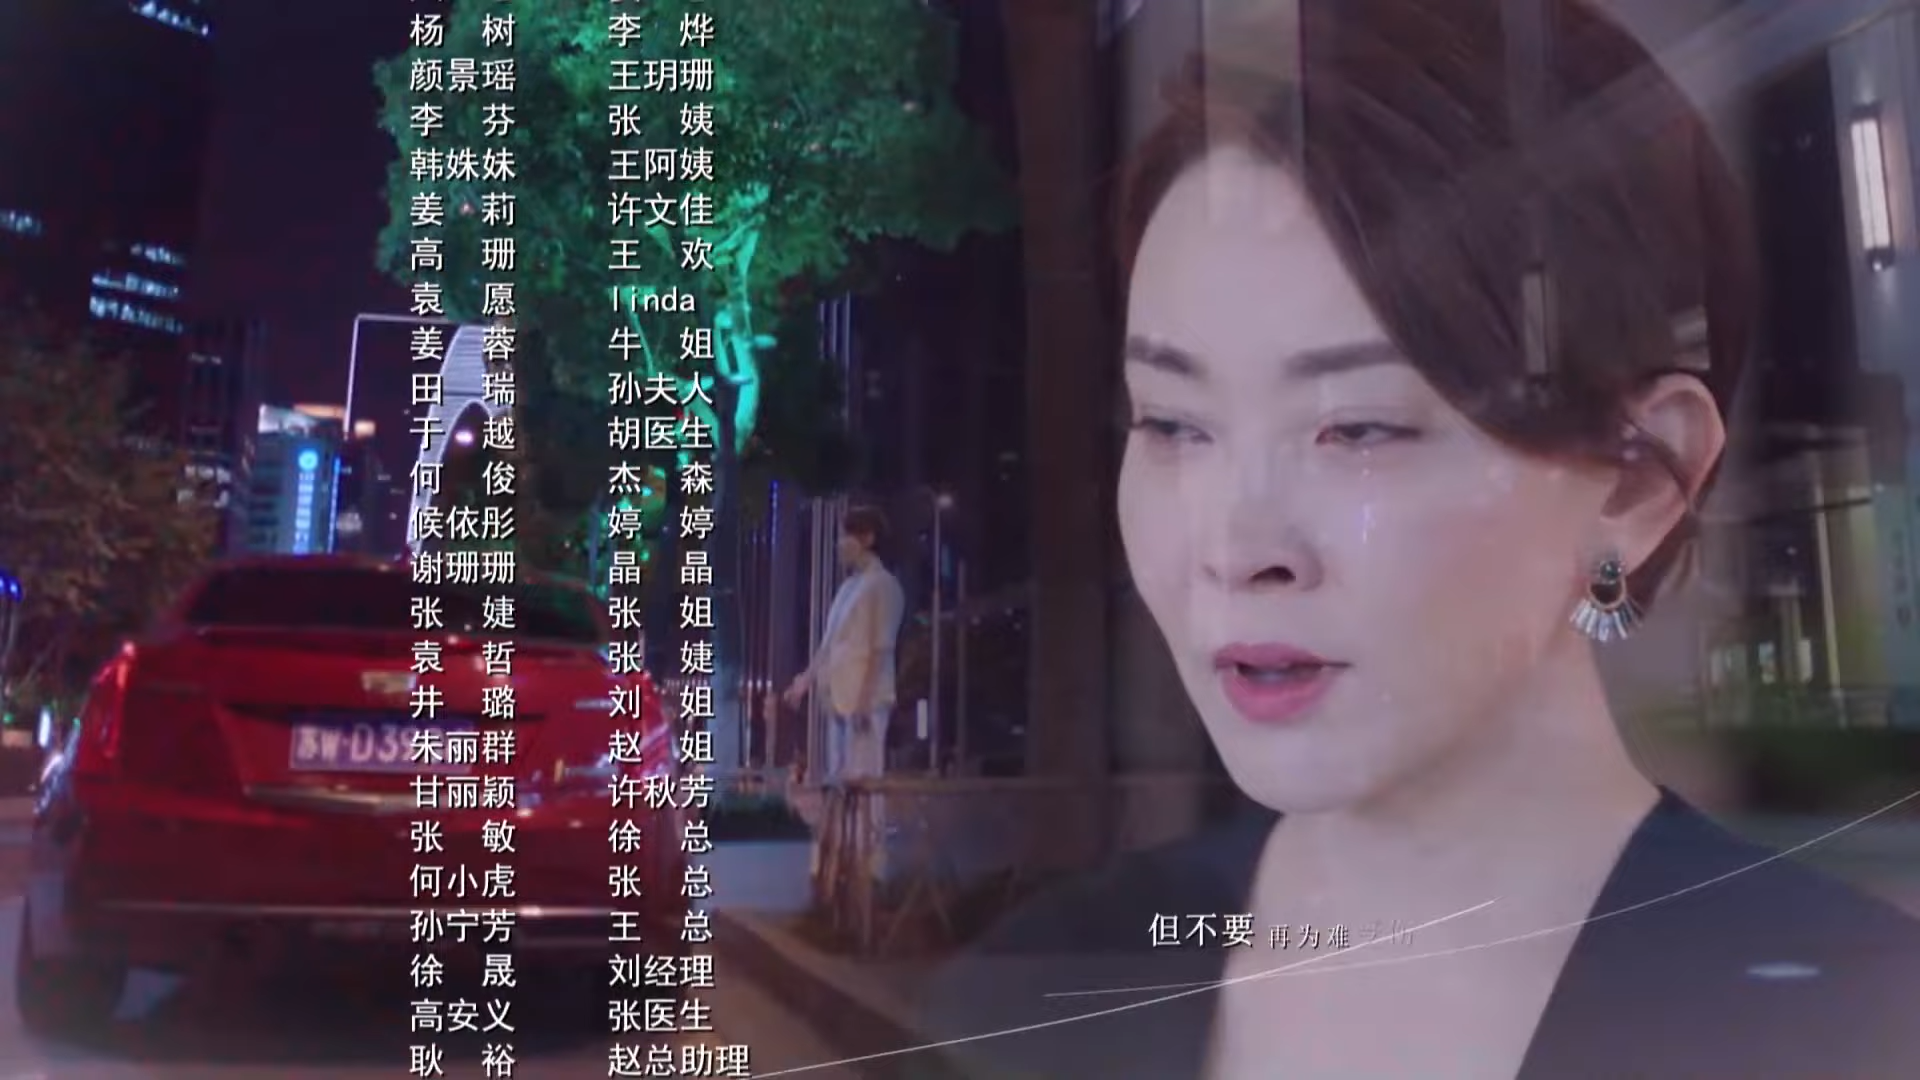 杨 树 李 烨
颜景瑶 王玥珊
李 芬 张 姨
韩姝妹 王阿姨
姜 莉 许文佳
高 珊 王 欢
袁 愿 linda
姜 蓉 牛 姐
田 瑞 孙夫人
于 越 胡医生
何 俊 杰 森
候依彤 婷 婷
谢珊珊 晶 晶
张 婕 张 姐
袁 哲 张 婕
井 璐 刘 姐
朱丽群 赵 姐
甘丽颖 许秋芳
张 敏 徐 总
何小虎 张 总
孙宁芳 王 总
徐 晟 刘经理
高安义 张医生
耿 裕 赵总助理
苏W·D39
但不要 再为难